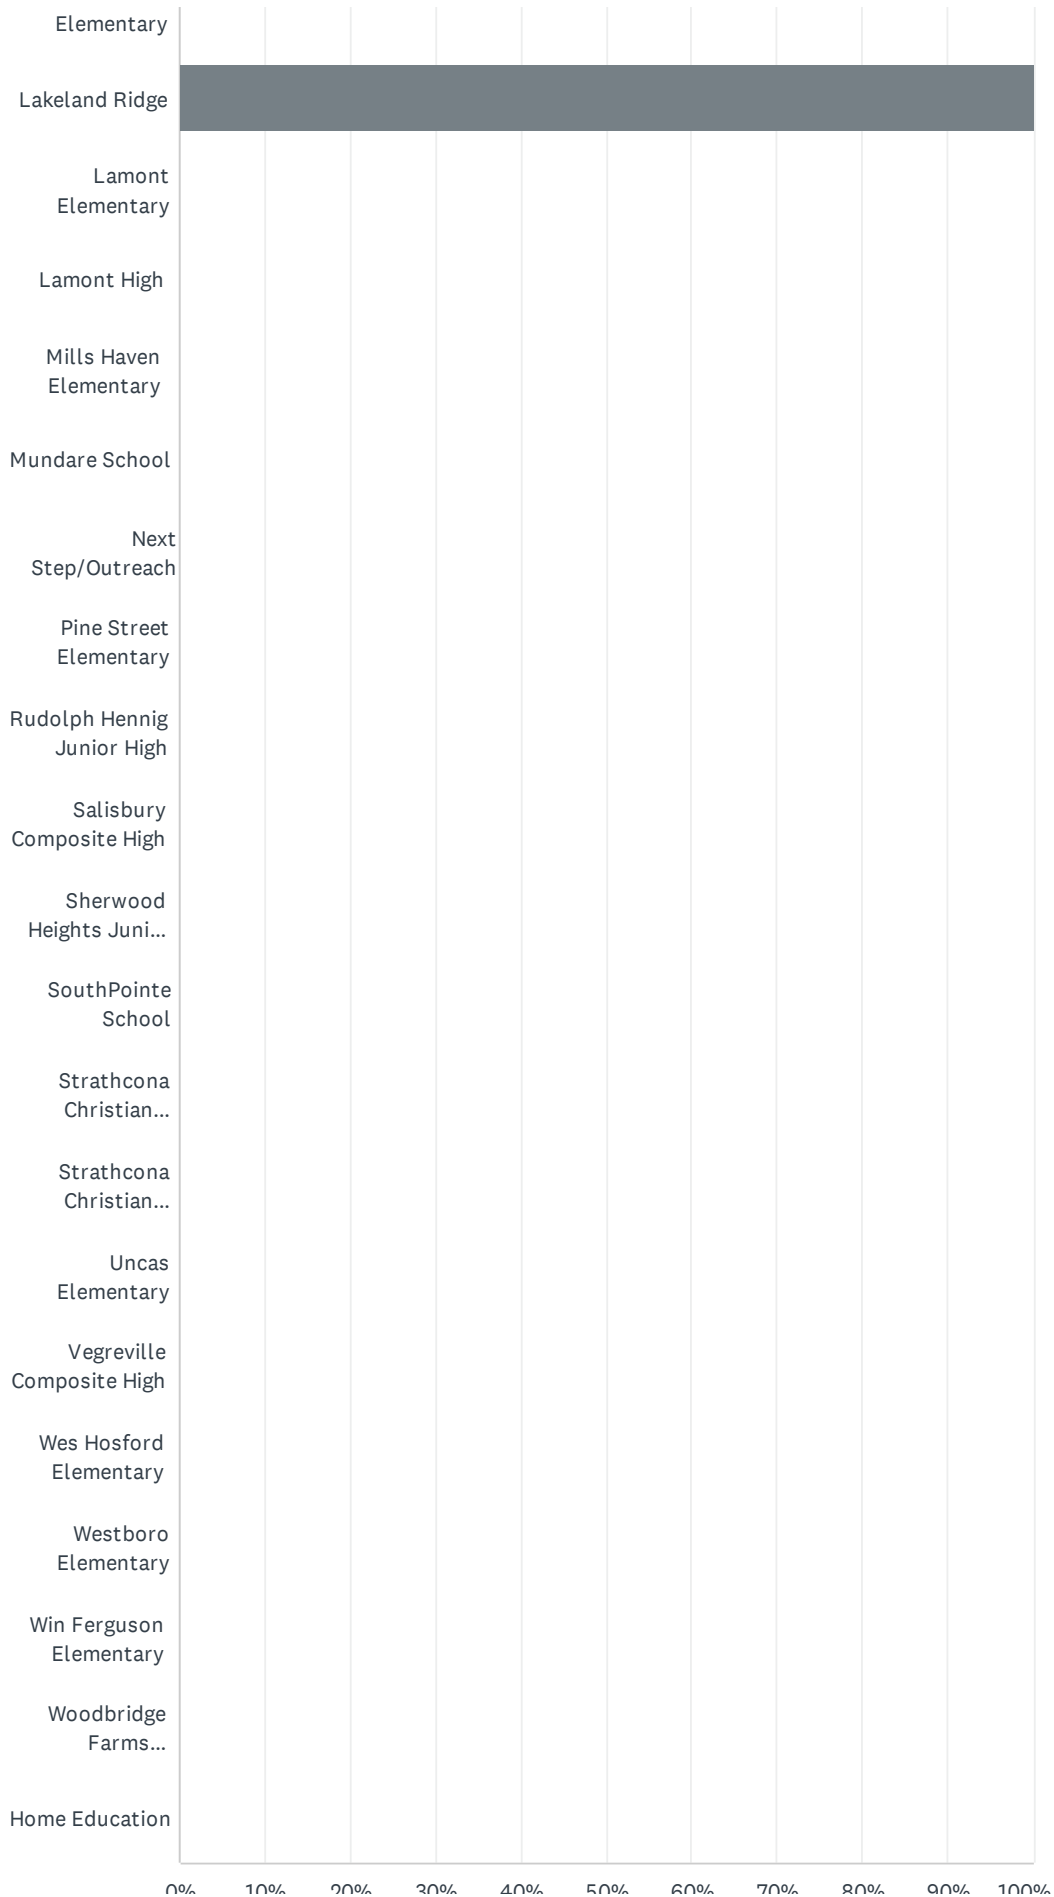 Elementary
Lakeland Ridge
Lamont
Elementary
Lamont High
Mills Haven
Elementary
Mundare School
Next
Step/Outreach
Pine Street
Elementary
Rudolph Hennig
Junior High
Salisbury
Composite High
Sherwood
Heights Juni...
SouthPointe
School
Strathcona
Christian...
Strathcona
Christian...
Uncas
Elementary
Vegreville
Composite High
Wes Hosford
Elementary
Westboro
Elementary
Win Ferguson
Elementary
Woodbridge
Farms...
Home Education
0% 10% 20% 30% 40% 50% 60% 70% 80% 90% 100%